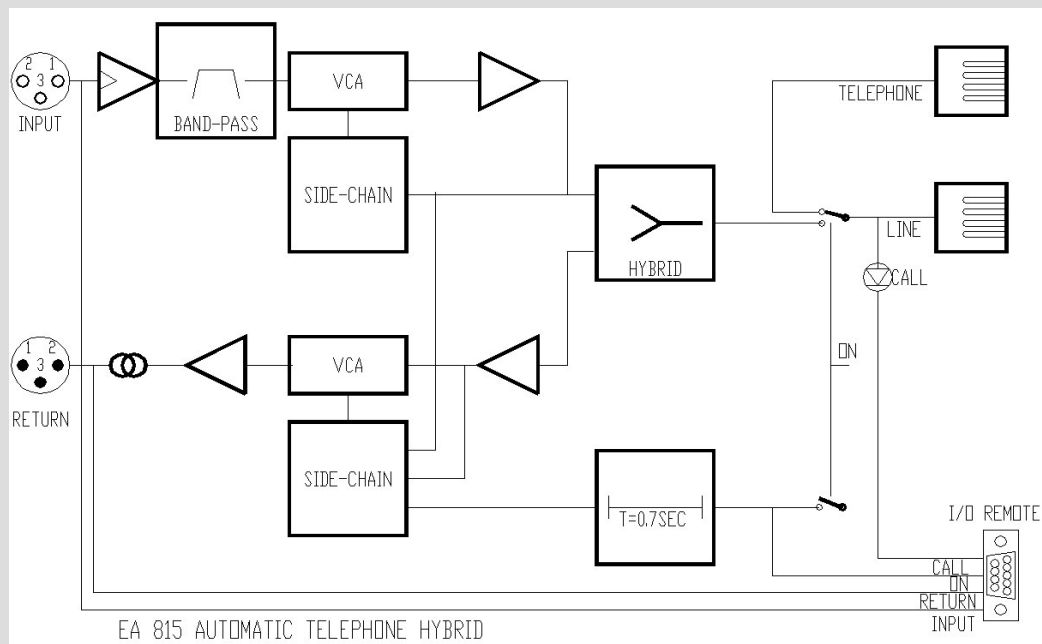 2 1
3
INPUT
BAND-PASS
VCA
SIDE-CHAIN
HYBRID
TELEPHONE
LINE
CALL
ON
1 2
3
RETURN
VCA
SIDE-CHAIN
T=0.7SEC
I/O REMOTE
CALL
ON
RETURN
INPUT
EA 815 AUTOMATIC TELEPHONE HYBRID